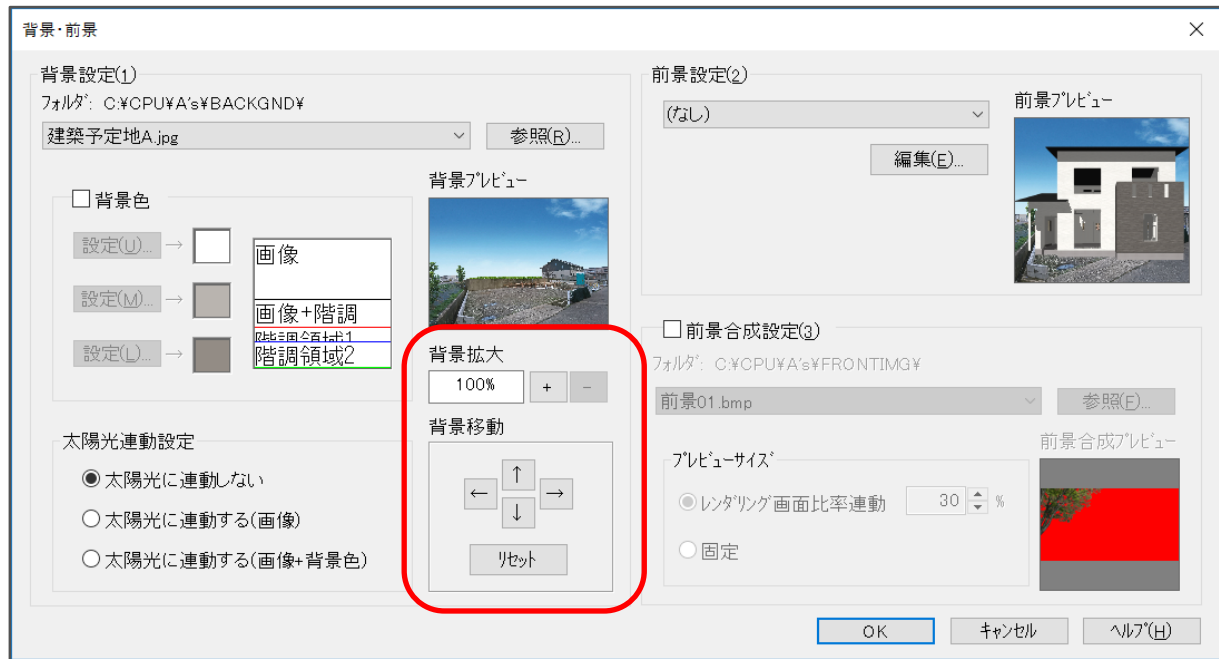 背景・前景
背景設定(1)
フォルダ: C:¥CPU¥A's¥BACKGND¥
建築予定地A.jpg
参照(R)...
背景色
設定(U)... →
設定(M)... →
設定(L)... →
画像
画像+階調
階調領域1
階調領域2
背景プレビュー
背景拡大
100%
+
-
背景移動
↑
← →
↓
リセット
太陽光連動設定
太陽光に連動しない
太陽光に連動する(画像)
太陽光に連動する(画像+背景色)
前景設定(2)
(なし)
編集(E)...
前景プレビュー
前景合成設定(3)
フォルダ: C:¥CPU¥A's¥FRONTIMG¥
前景01.bmp
参照(F)...
プレビューサイズ
レンダリング画面比率連動
30 %
固定
前景合成プレビュー
OK
キャンセル
ヘルプ(H)